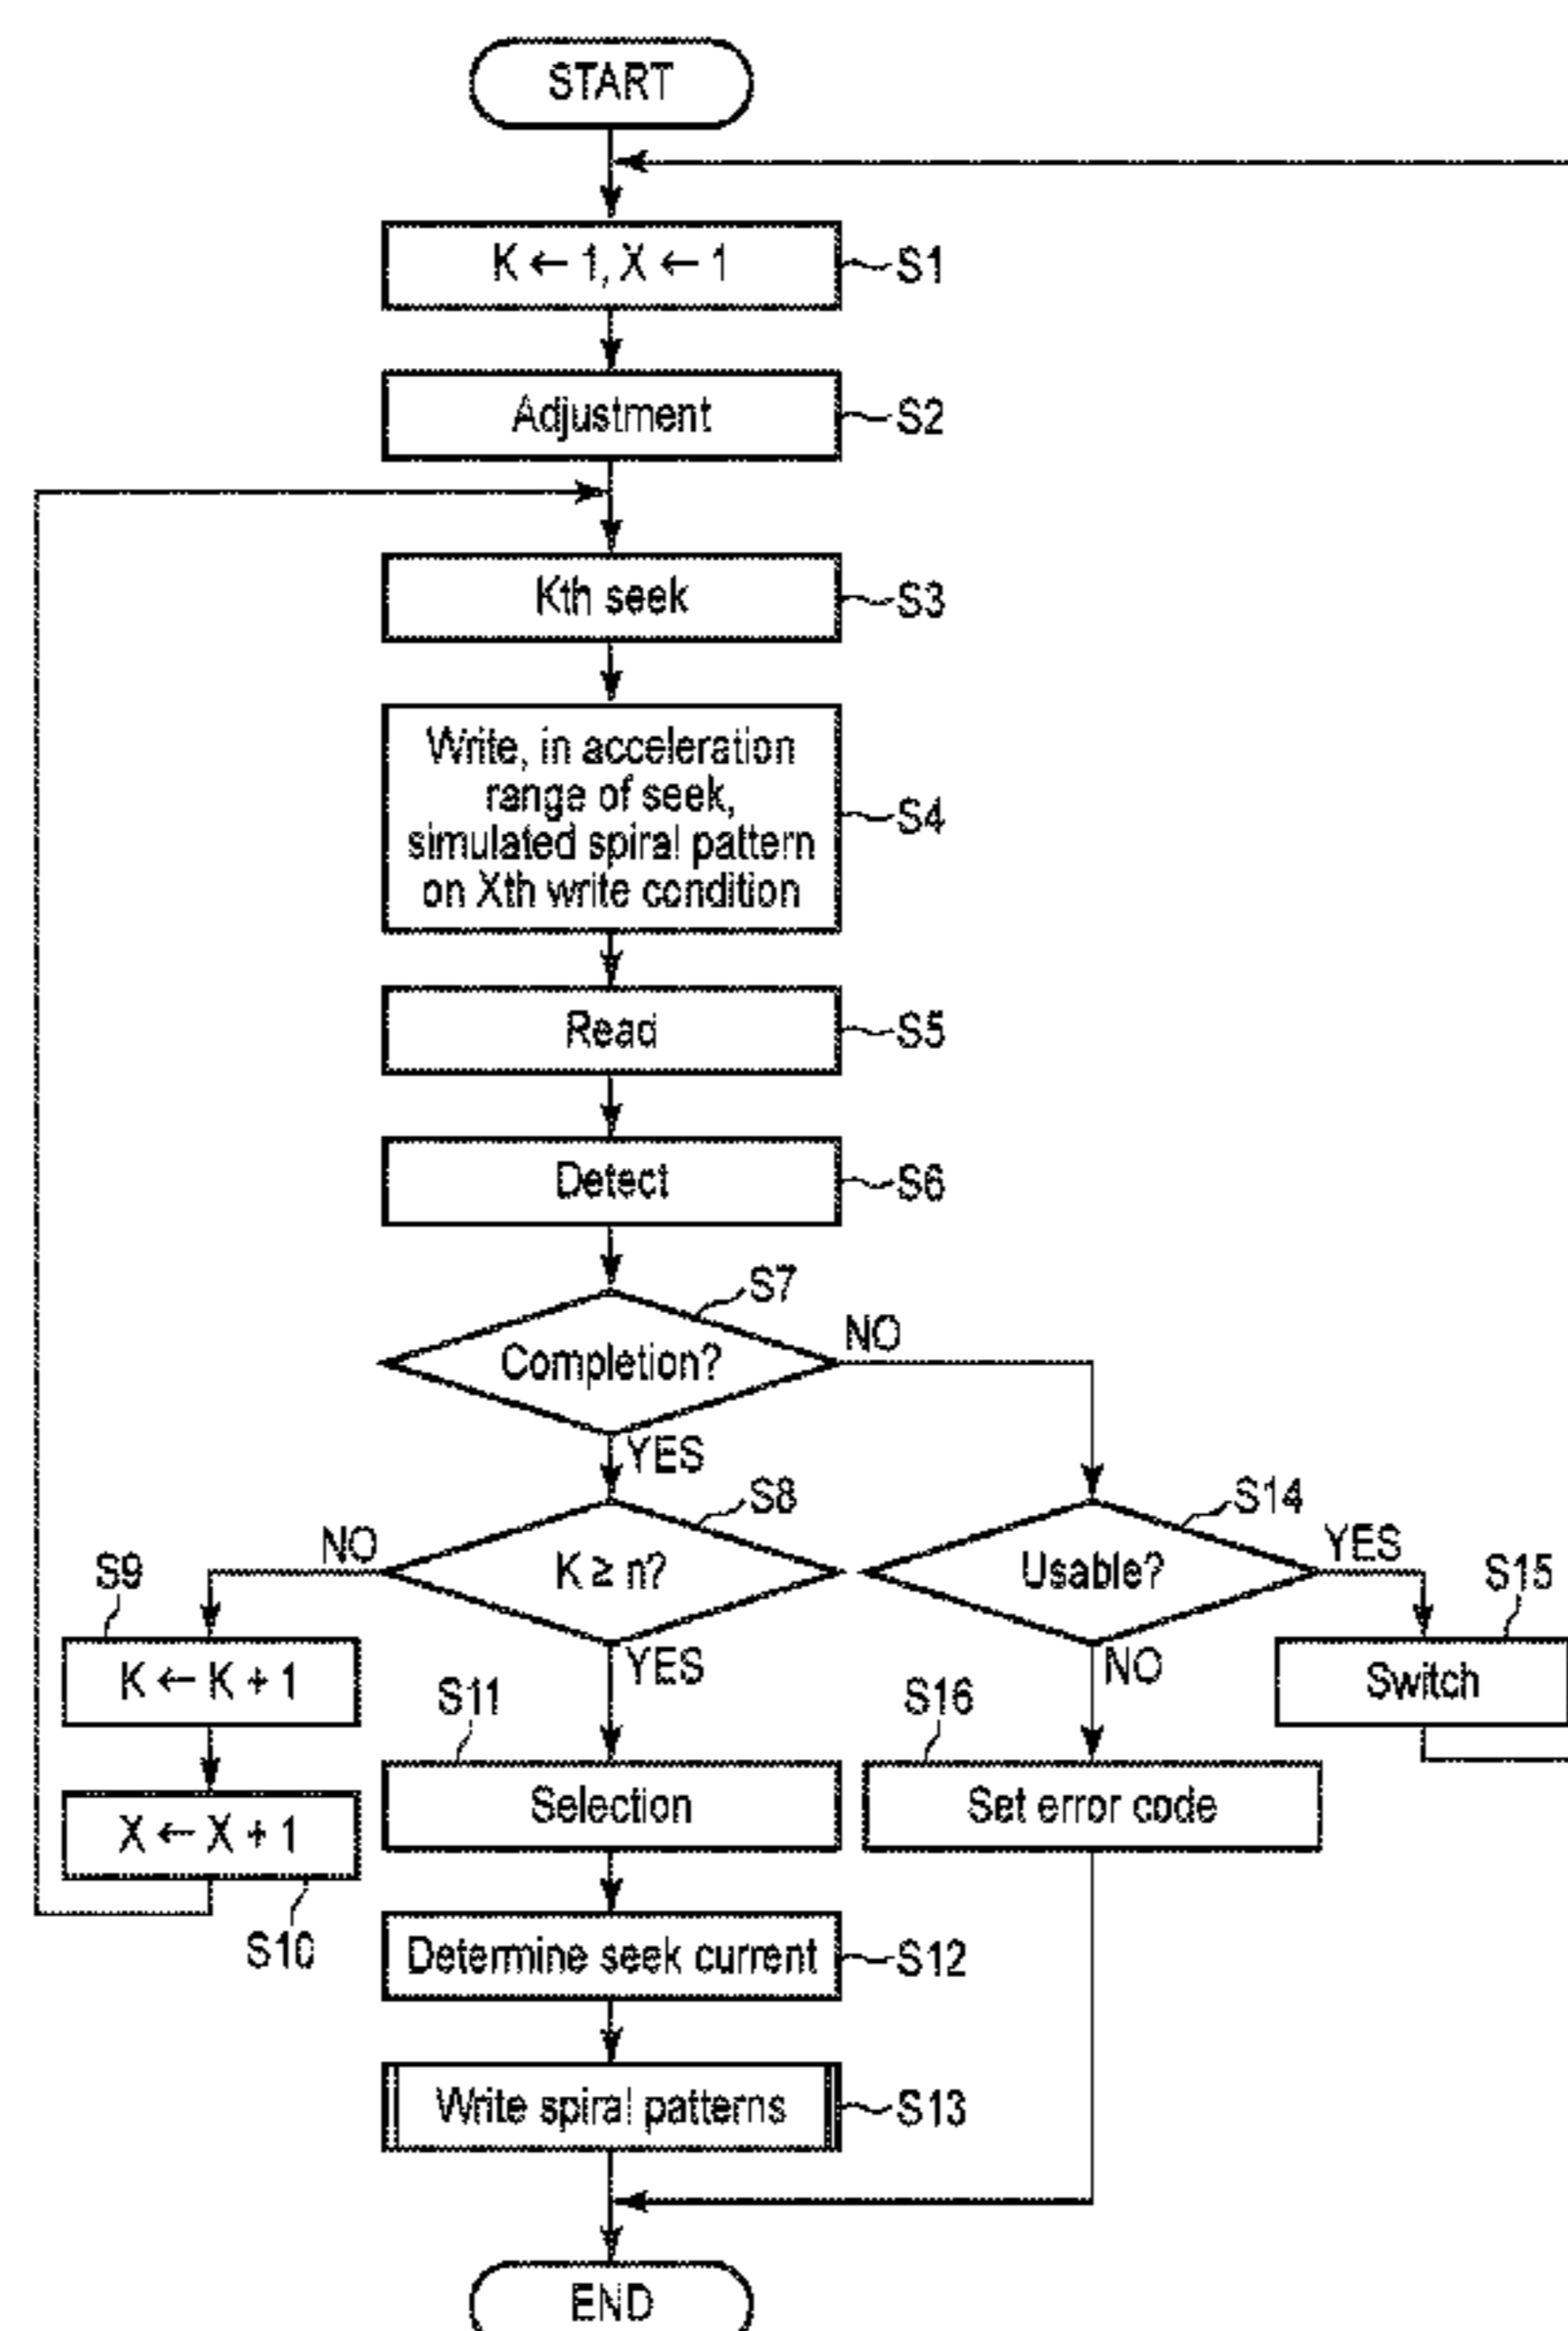 START
K ← 1, X ← 1
S1
Adjustment
S2
Kth seek
S3
Write, in acceleration
range of seek,
simulated spiral pattern
on Xth write condition
S4
Read
S5
Detect
S6
S7
Completion?
NO
YES
S8
S14
NO
K ≥ n?
Usable?
YES
S9
S15
K ← K + 1
YES
NO
Switch
S11
S16
X ← X + 1
Selection
Set error code
S10
Determine seek current
S12
Write spiral patterns
S13
END